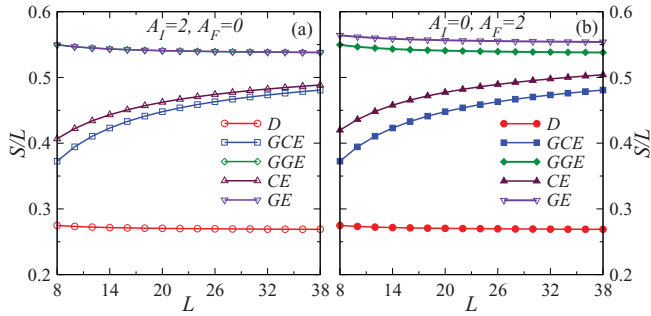 A_I=2, A_F=0 (a)
A_I=0, A_F=2 (b)
0.6
0.6
0.5
0.5
S/L
0.4
0.4
S/L
D
GCE
GGE
CE
GE
D
GCE
GGE
CE
GE
0.3
0.3
0.2
0.2
8 14 20 26 32 38
8 14 20 26 32 38
L
L